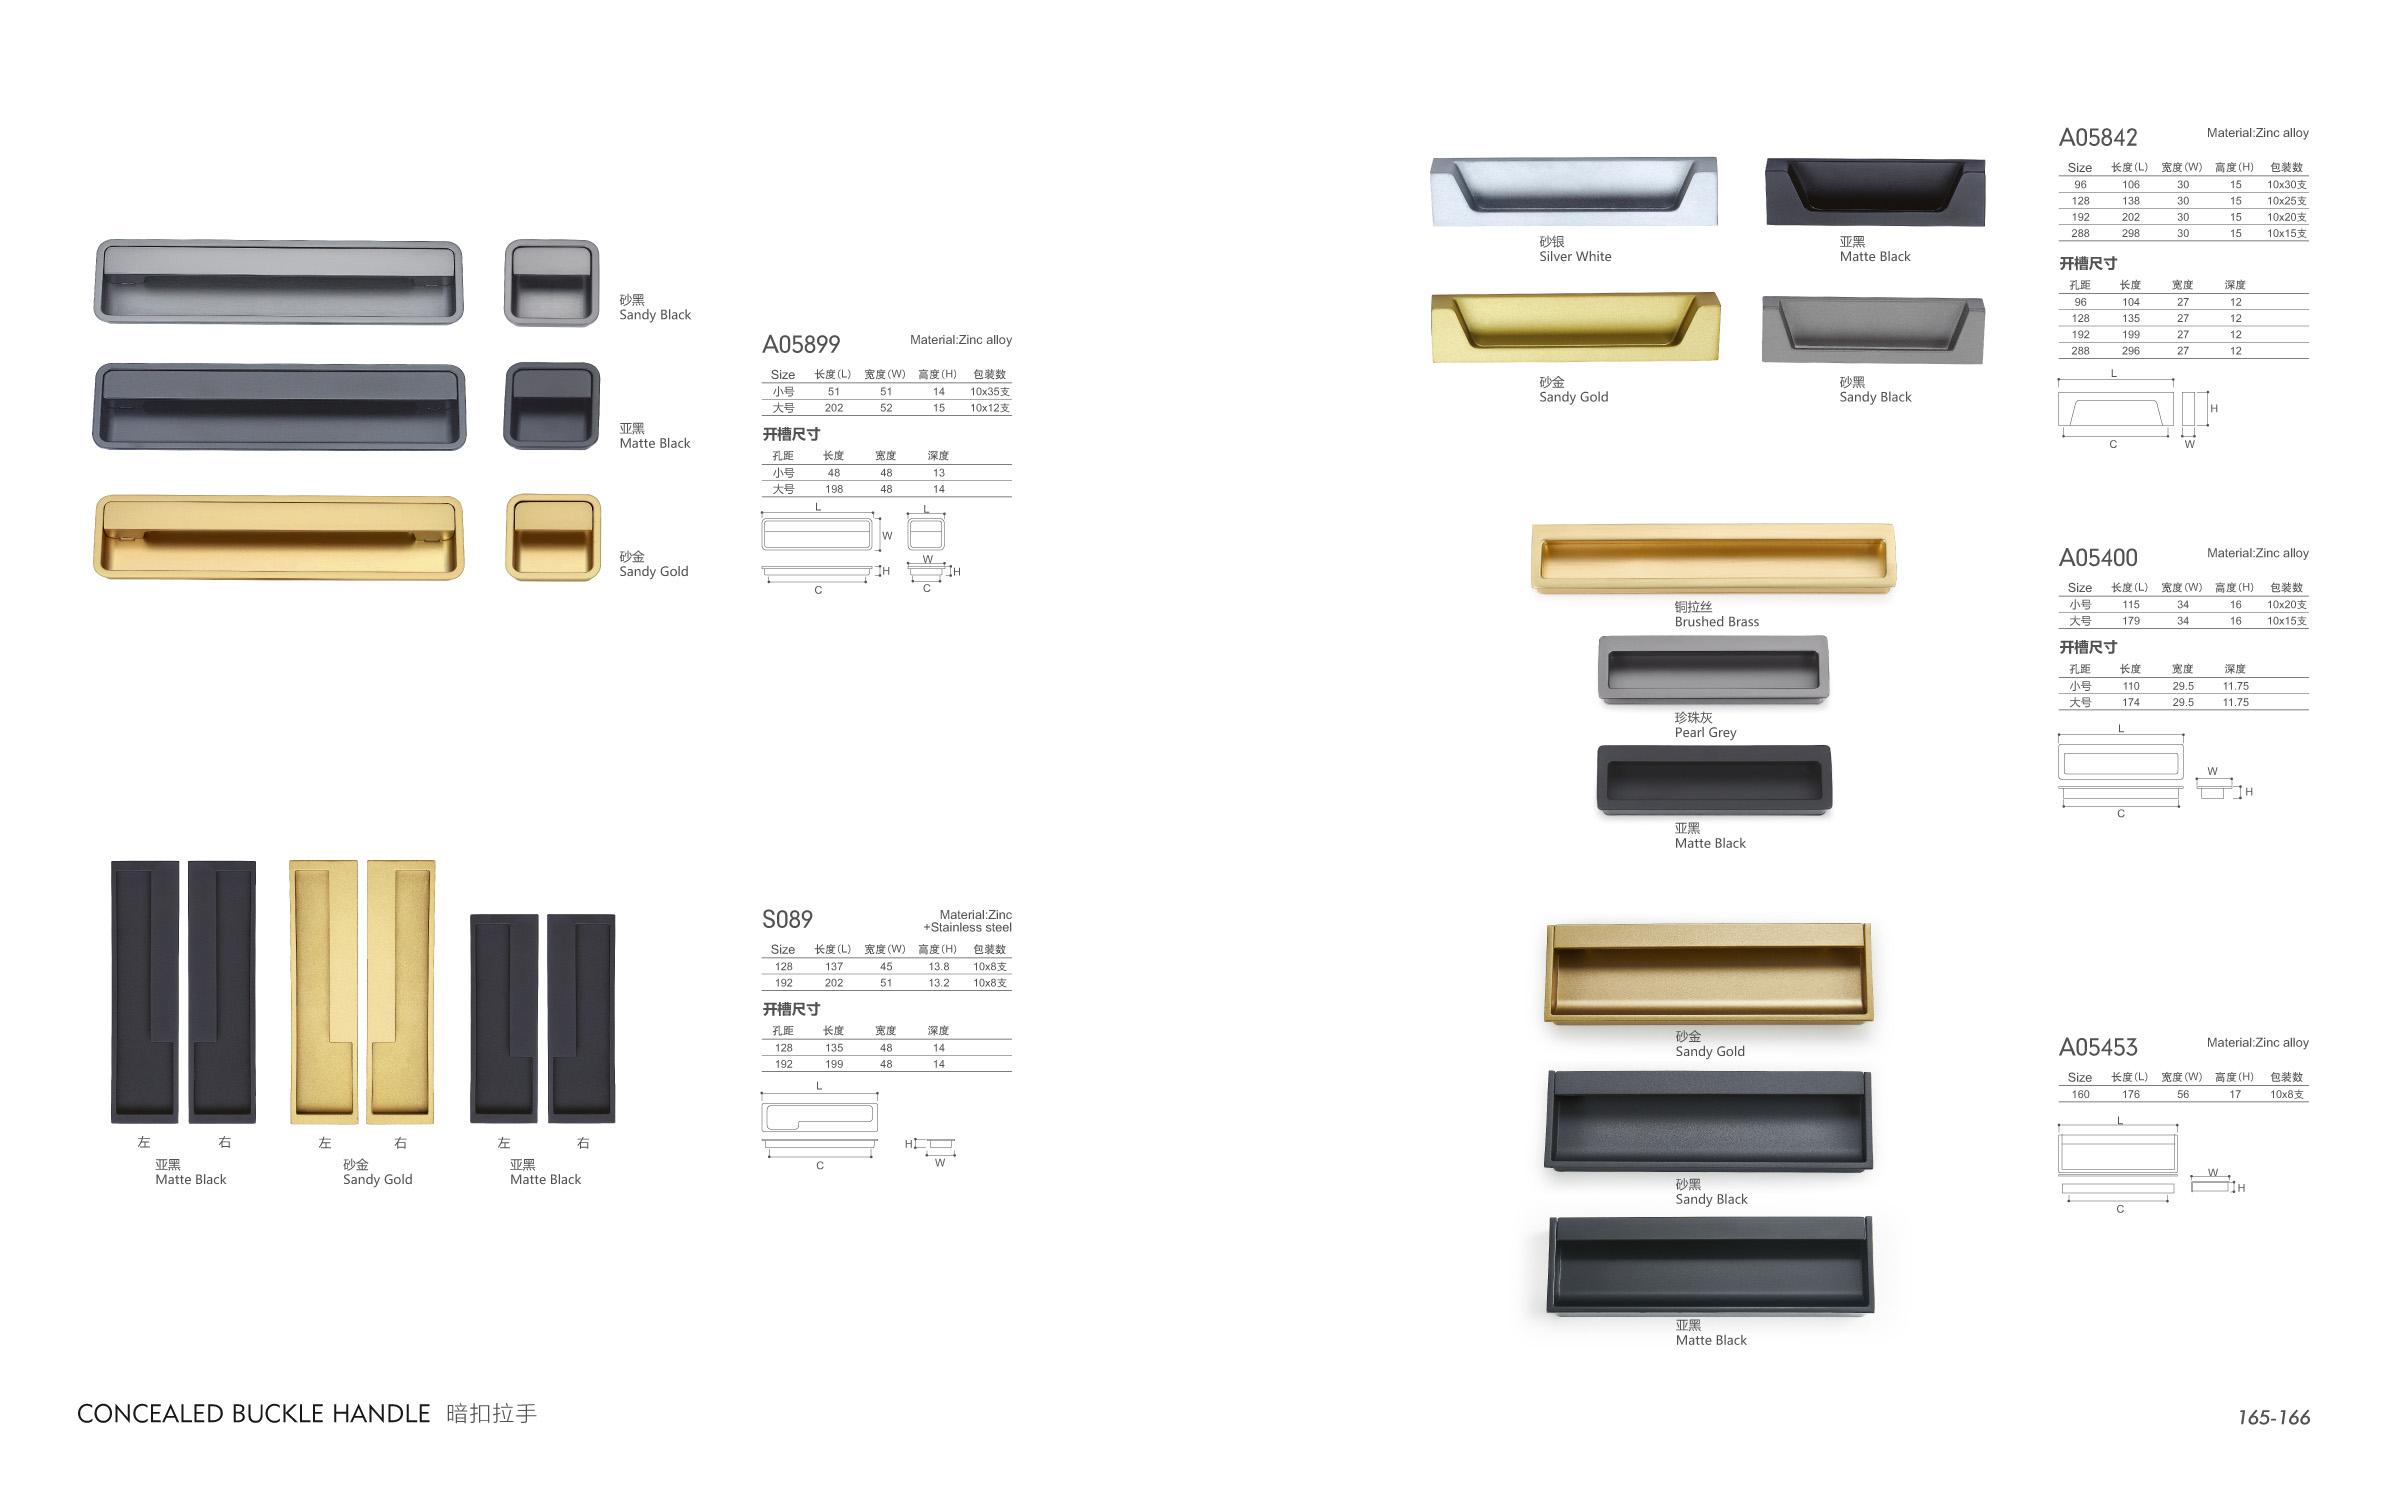 砂黑
Sandy Black
亚黑
Matte Black
砂金
Sandy Gold
A05899 Material:Zinc alloy
Size 长度(L) 宽度(W) 高度(H) 包装数
小号 51 51 14 10x35支
大号 202 52 15 10x12支
开槽尺寸
孔距 长度 宽度 深度
小号 48 48 13
大号 198 48 14
L L
W
W
H H
C C
左 右 左 右 左 右
亚黑 砂金 亚黑
Matte Black Sandy Gold Matte Black
S089 Material:Zinc
+Stainless steel
Size 长度(L) 宽度(W) 高度(H) 包装数
128 137 45 13.8 10x8支
192 202 51 13.2 10x8支
开槽尺寸
孔距 长度 宽度 深度
128 135 48 14
192 199 48 14
L
H
C W
砂银 亚黑
Silver White Matte Black
砂金 砂黑
Sandy Gold Sandy Black
A05842 Material:Zinc alloy
Size 长度(L) 宽度(W) 高度(H) 包装数
96 106 30 15 10x30支
128 138 30 15 10x25支
192 202 30 15 10x20支
288 298 30 15 10x15支
开槽尺寸
孔距 长度 宽度 深度
96 104 27 12
128 135 27 12
192 199 27 12
288 296 27 12
L
H
C W
铜拉丝
Brushed Brass
珍珠灰
Pearl Grey
亚黑
Matte Black
A05400 Material:Zinc alloy
Size 长度(L) 宽度(W) 高度(H) 包装数
小号 115 34 16 10x20支
大号 179 34 16 10x15支
开槽尺寸
孔距 长度 宽度 深度
小号 110 29.5 11.75
大号 174 29.5 11.75
L
W
H
C
砂金
Sandy Gold
砂黑
Sandy Black
亚黑
Matte Black
A05453 Material:Zinc alloy
Size 长度(L) 宽度(W) 高度(H) 包装数
160 176 56 17 10x8支
L
W
H
C
CONCEALED BUCKLE HANDLE 暗扣拉手
165-166